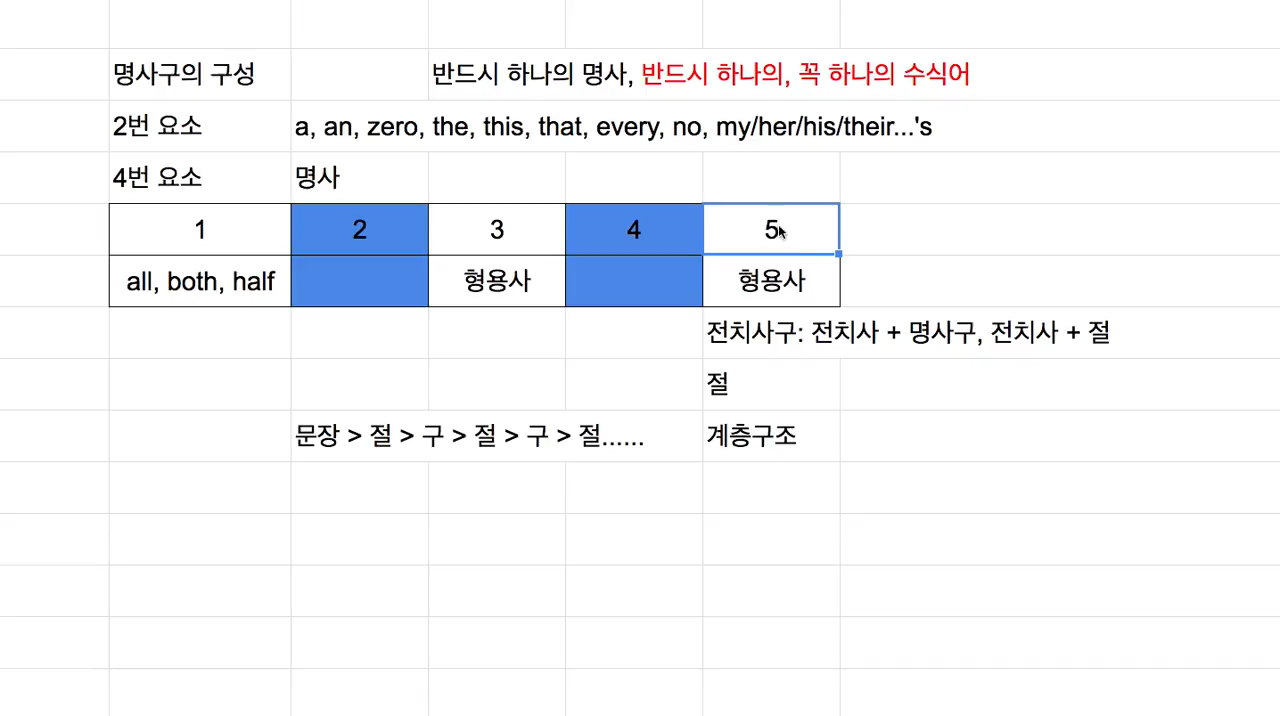 명사구의 구성 반드시 하나의 명사, 반드시 하나의, 꼭 하나의 수식어
2번 요소 a, an, zero, the, this, that, every, no, my/her/his/their...'s
4번 요소 명사
1 2 3 4 5
all, both, half 형용사 형용사
전치사구: 전치사 + 명사구, 전치사 + 절
절
문장 > 절 > 구 > 절 > 구 > 절...... 계층구조